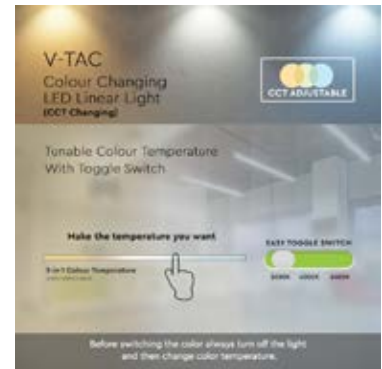 V-TAC
Colour Changing
LED Linear Light
(CCT Changing)
CCT ADJUSTABLE
Tunable Colour Temperature
With Toggle Switch
Make the temperature you want
EASY TOGGLE SWITCH
3-in-1 Colour Temperature
3000K 4000K 6400K
Before switching the color always turn off the light
and then change color temperature.